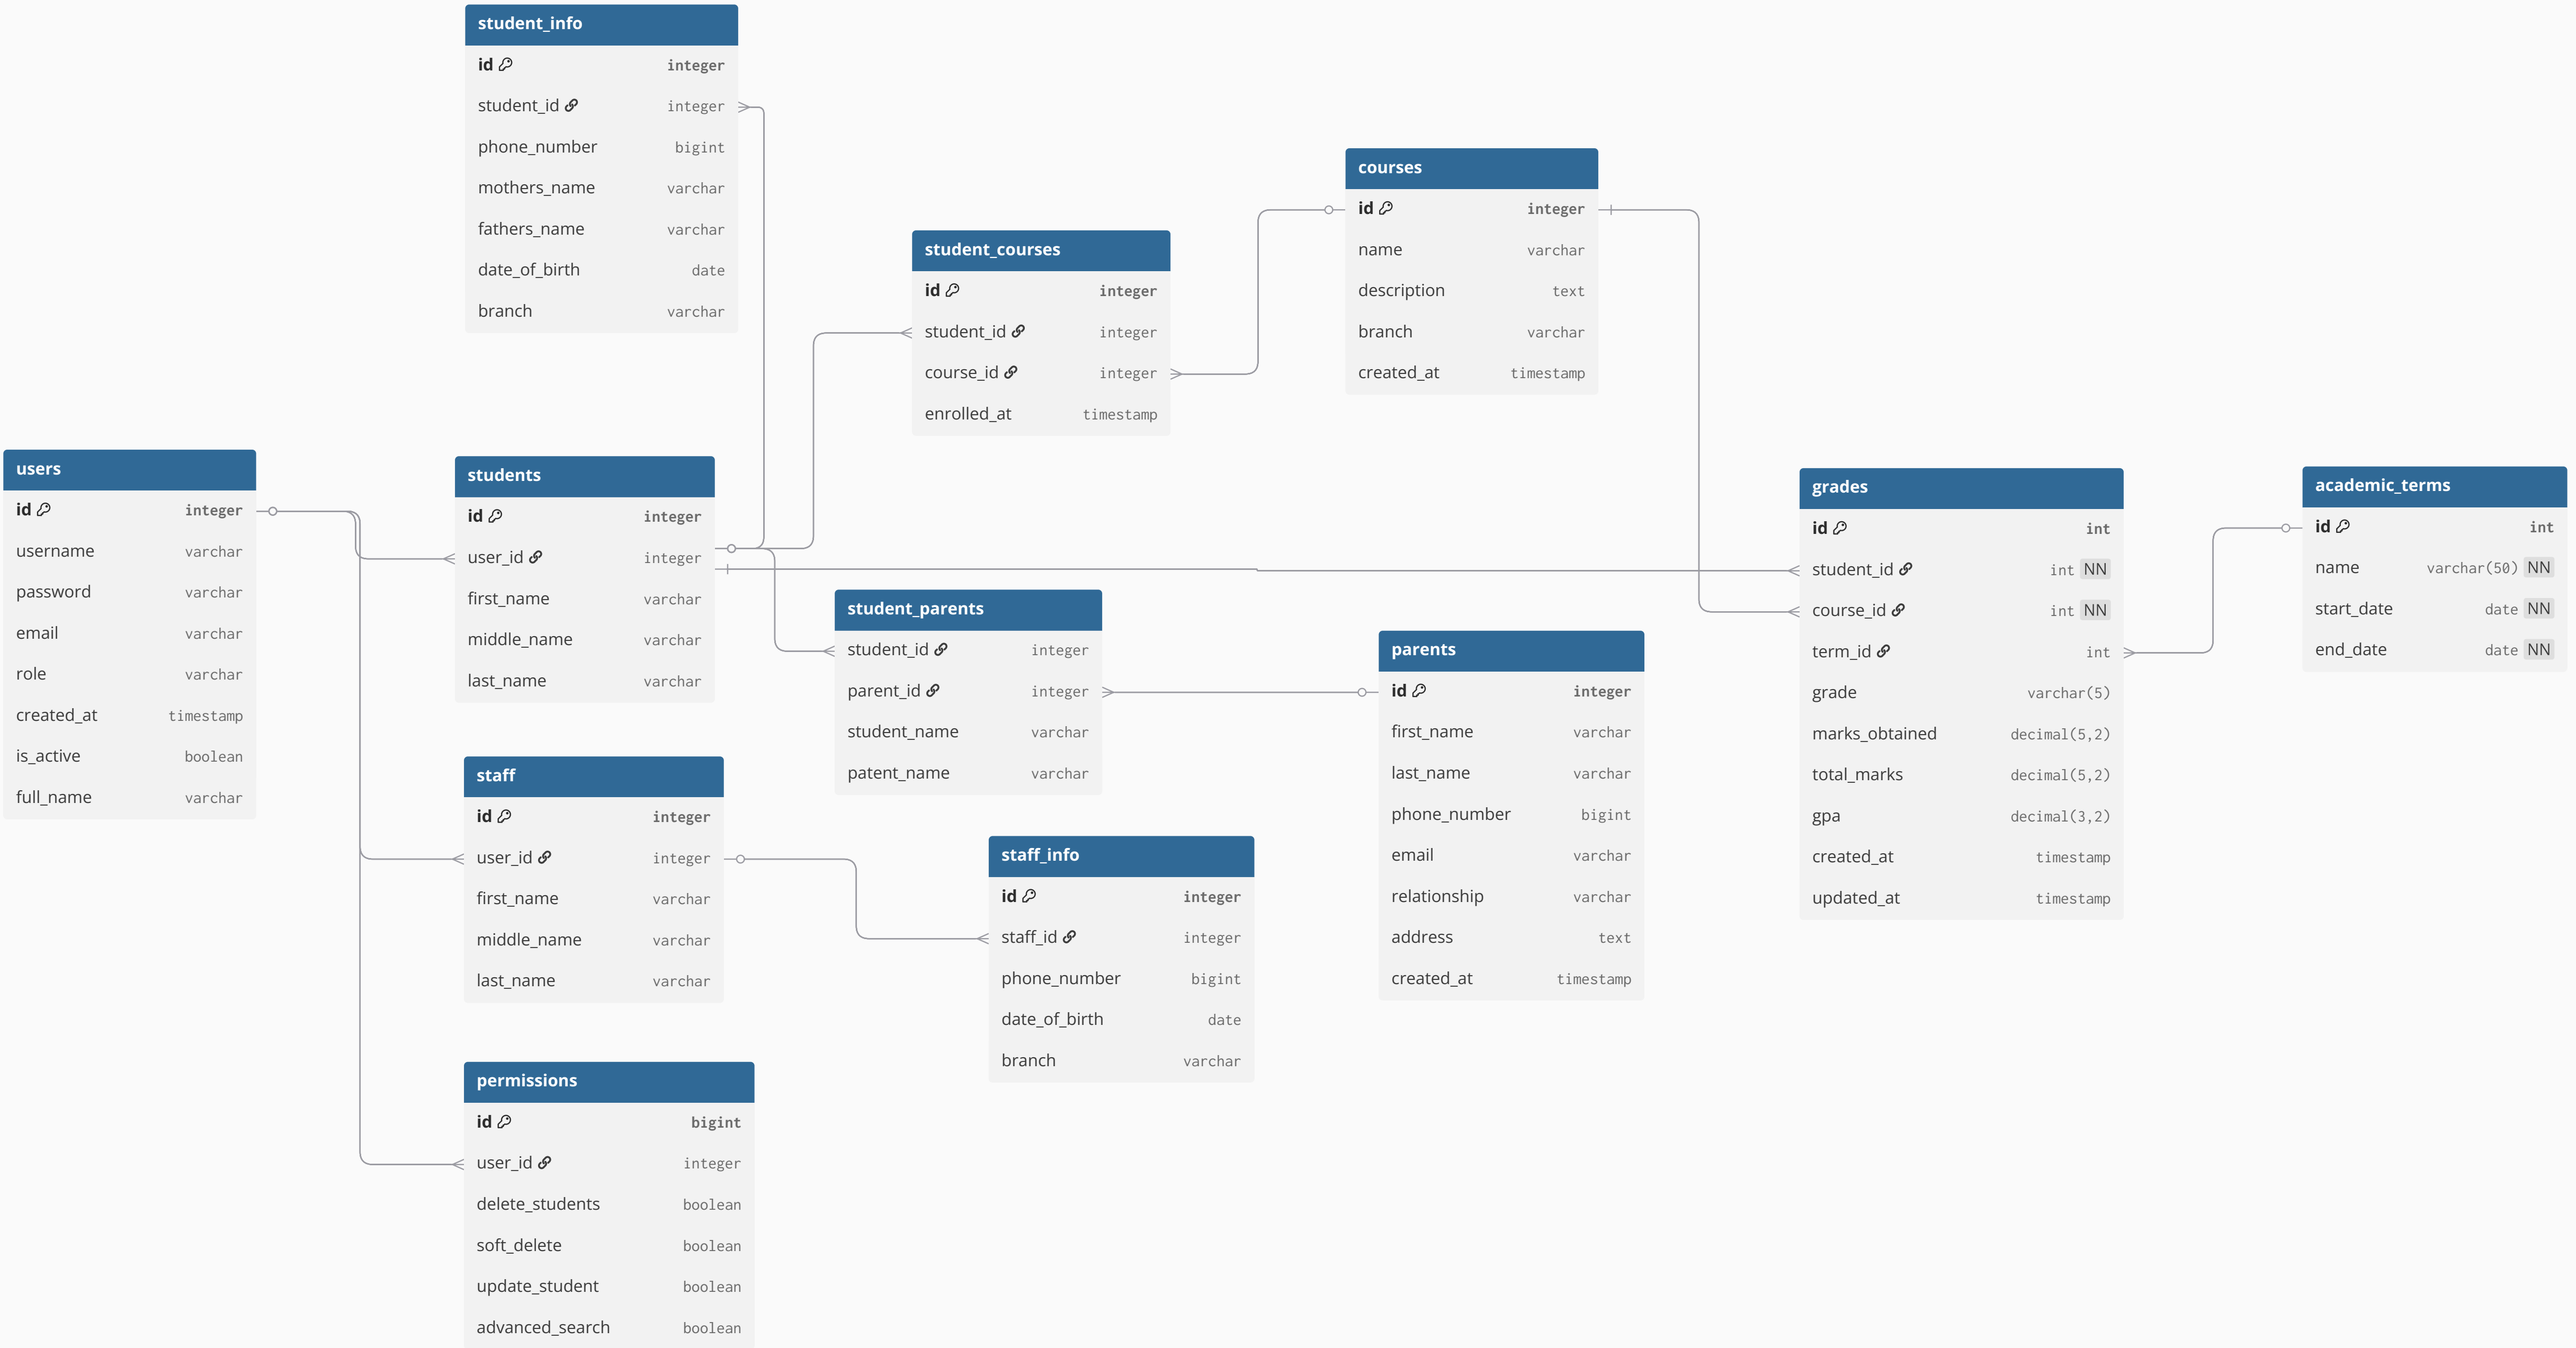 student_info
id integer
student_id integer
phone_number bigint
mothers_name varchar
fathers_name varchar
date_of_birth date
branch varchar
courses
id integer
name varchar
description text
branch varchar
created_at timestamp
student_courses
id integer
student_id integer
course_id integer
enrolled_at timestamp
users
id integer
username varchar
password varchar
email varchar
role varchar
created_at timestamp
is_active boolean
full_name varchar
students
id integer
user_id integer
first_name varchar
middle_name varchar
last_name varchar
grades
id int
student_id int NN
course_id int NN
term_id int
grade varchar(5)
marks_obtained decimal(5,2)
total_marks decimal(5,2)
gpa decimal(3,2)
created_at timestamp
updated_at timestamp
academic_terms
id int
name varchar(50) NN
start_date date NN
end_date date NN
student_parents
student_id integer
parent_id integer
student_name varchar
patent_name varchar
parents
id integer
first_name varchar
last_name varchar
phone_number bigint
email varchar
relationship varchar
address text
created_at timestamp
staff
id integer
user_id integer
first_name varchar
middle_name varchar
last_name varchar
staff_info
id integer
staff_id integer
phone_number bigint
date_of_birth date
branch varchar
permissions
id bigint
user_id integer
delete_students boolean
soft_delete boolean
update_student boolean
advanced_search boolean